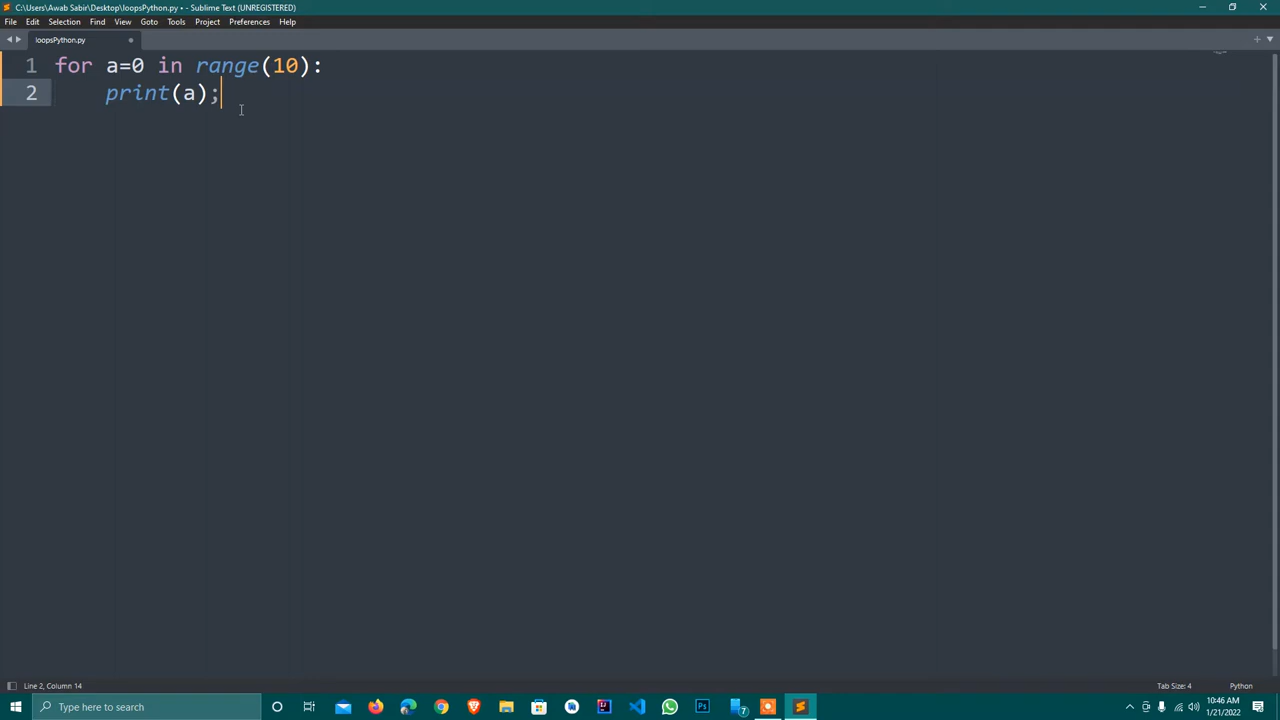 C:\Users\Awab Sabir\Desktop\loopsPython.py • - Sublime Text (UNREGISTERED)
File Edit Selection Find View Goto Tools Project Preferences Help
loopsPython.py
1 for a=0 in range(10):
2 print(a);
Line 2, Column 14
Tab Size: 4
Python
Type here to search
7
10:46 AM
1/21/2022